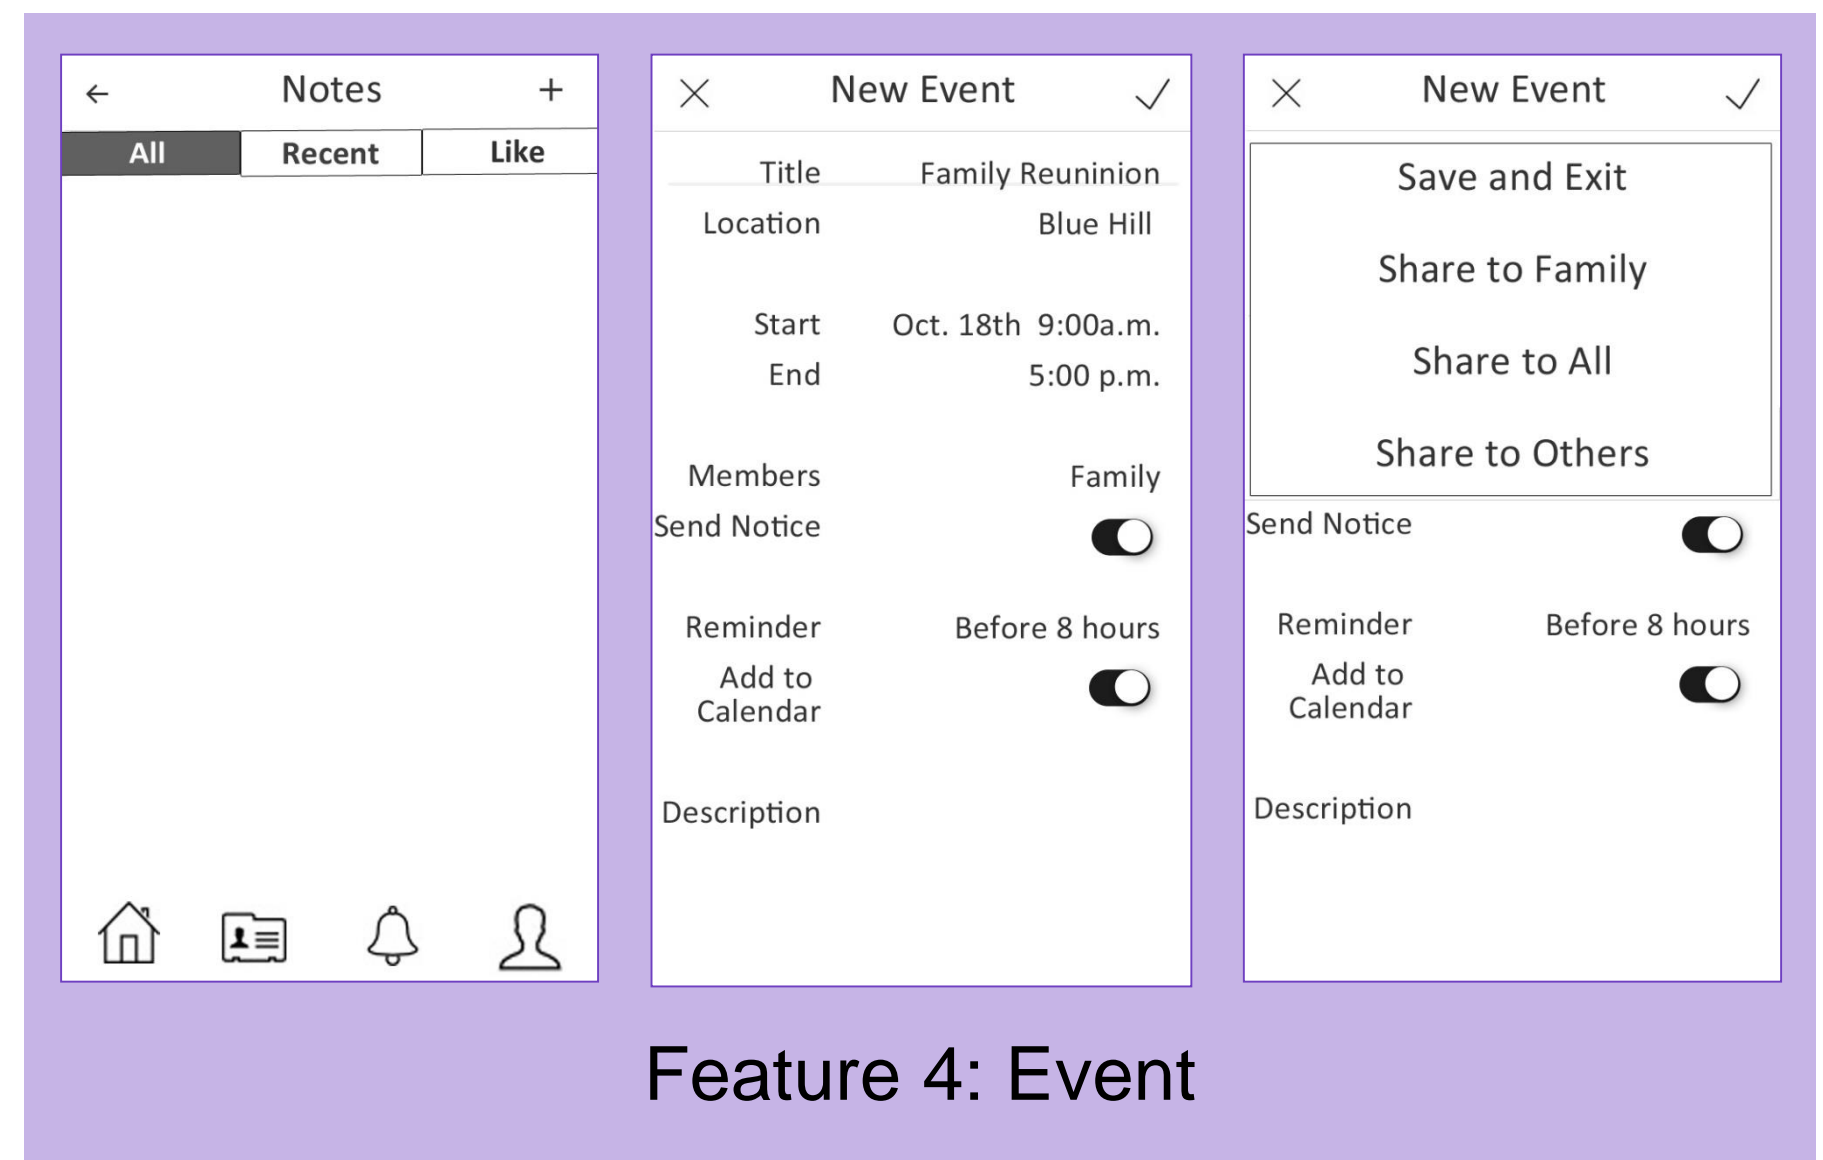 Notes
All Recent Like
New Event
Title Family Reuninion
Location Blue Hill
Start Oct. 18th 9:00a.m.
End 5:00 p.m.
Members Family
Send Notice
Reminder Before 8 hours
Add to
Calendar
Description
New Event
Save and Exit
Share to Family
Share to All
Share to Others
Send Notice
Reminder Before 8 hours
Add to
Calendar
Description
Feature 4: Event